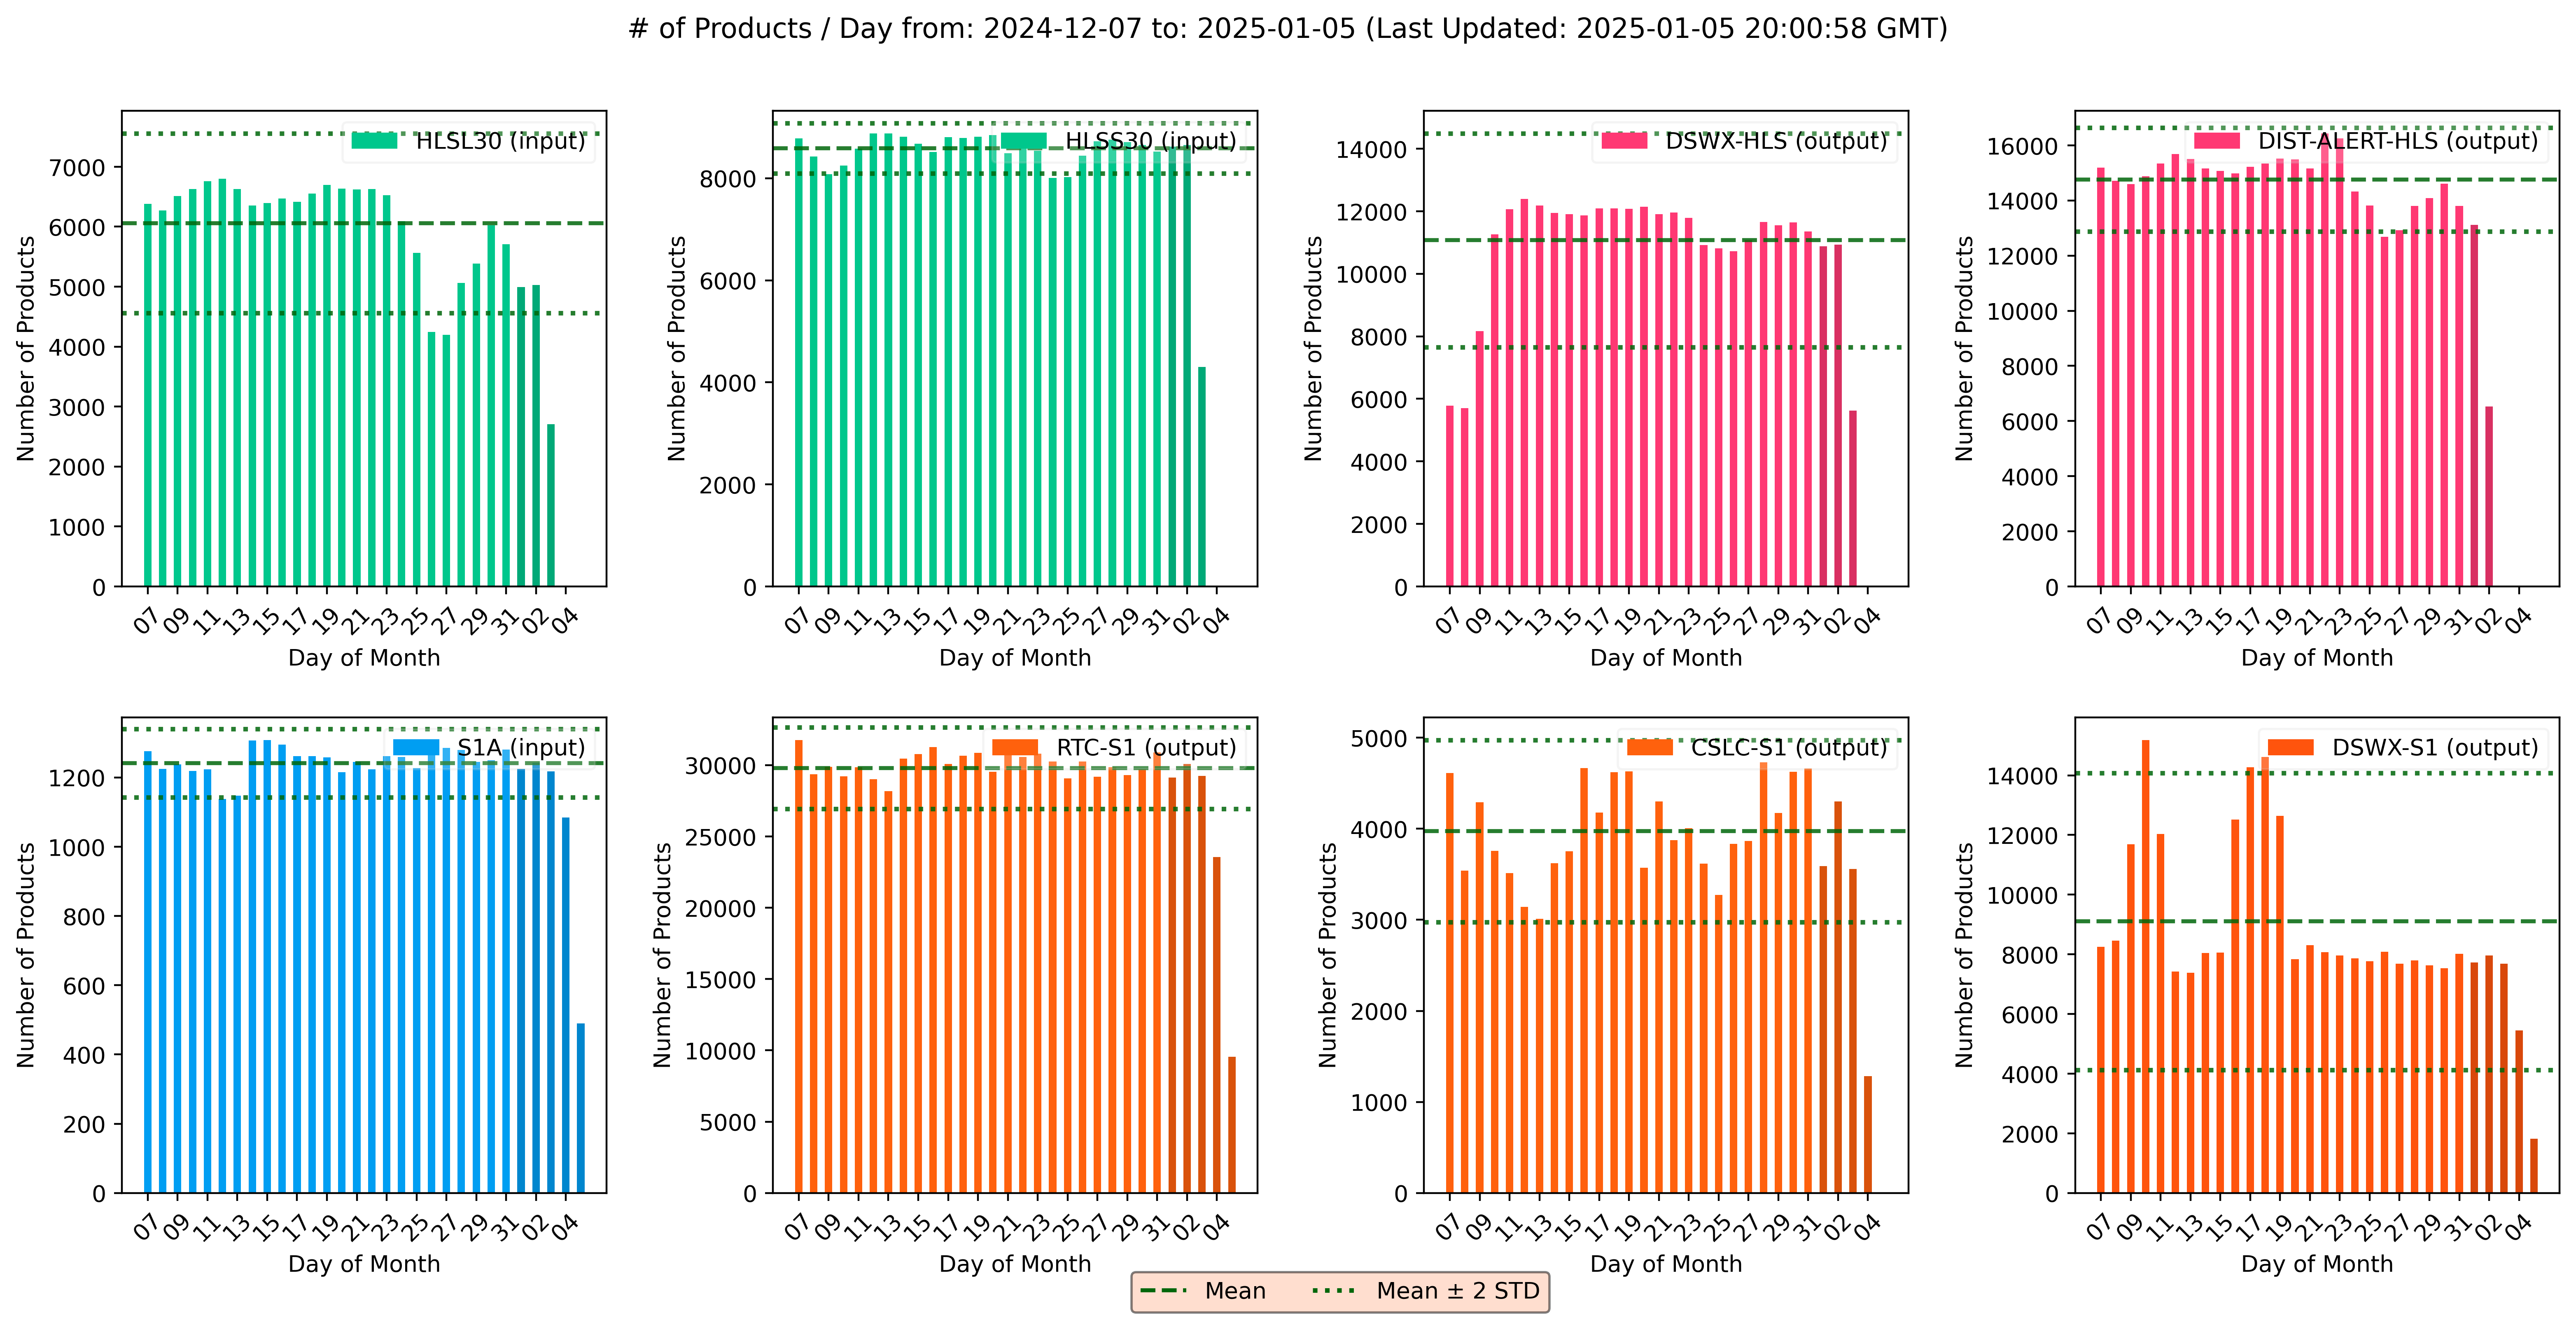 # of Products / Day from: 2024-12-07 to: 2025-01-05 (Last Updated: 2025-01-05 20:00:58 GMT)
HLSL30 (input)
Number of Products
7000
6000
5000
4000
3000
2000
1000
0
07 09 11 13 15 17 19 21 23 25 27 29 31 02 04
Day of Month
HLSS30 (input)
Number of Products
8000
6000
4000
2000
0
07 09 11 13 15 17 19 21 23 25 27 29 31 02 04
Day of Month
DSWX-HLS (output)
Number of Products
14000
12000
10000
8000
6000
4000
2000
0
07 09 11 13 15 17 19 21 23 25 27 29 31 02 04
Day of Month
DIST-ALERT-HLS (output)
Number of Products
16000
14000
12000
10000
8000
6000
4000
2000
0
07 09 11 13 15 17 19 21 23 25 27 29 31 02 04
Day of Month
S1A (input)
Number of Products
1200
1000
800
600
400
200
0
07 09 11 13 15 17 19 21 23 25 27 29 31 02 04
Day of Month
RTC-S1 (output)
Number of Products
30000
25000
20000
15000
10000
5000
0
07 09 11 13 15 17 19 21 23 25 27 29 31 02 04
Day of Month
CSLC-S1 (output)
Number of Products
5000
4000
3000
2000
1000
0
07 09 11 13 15 17 19 21 23 25 27 29 31 02 04
Day of Month
DSWX-S1 (output)
Number of Products
14000
12000
10000
8000
6000
4000
2000
0
07 09 11 13 15 17 19 21 23 25 27 29 31 02 04
Day of Month
Mean
Mean ± 2 STD